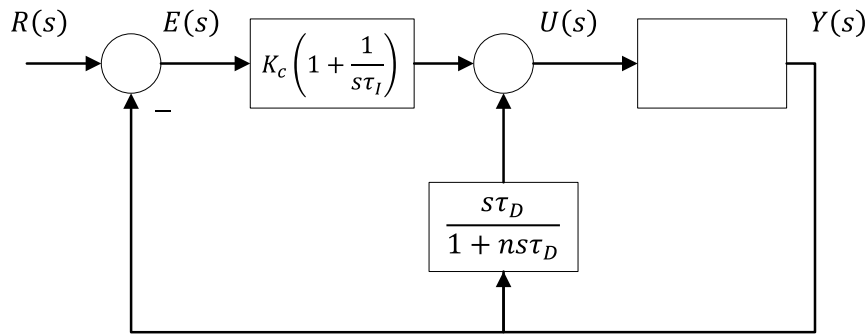 R(s)
E(s)
U(s)
Y(s)
K_c(1 + 1/sτ_I)
−
sτ_D
1 + nsτ_D